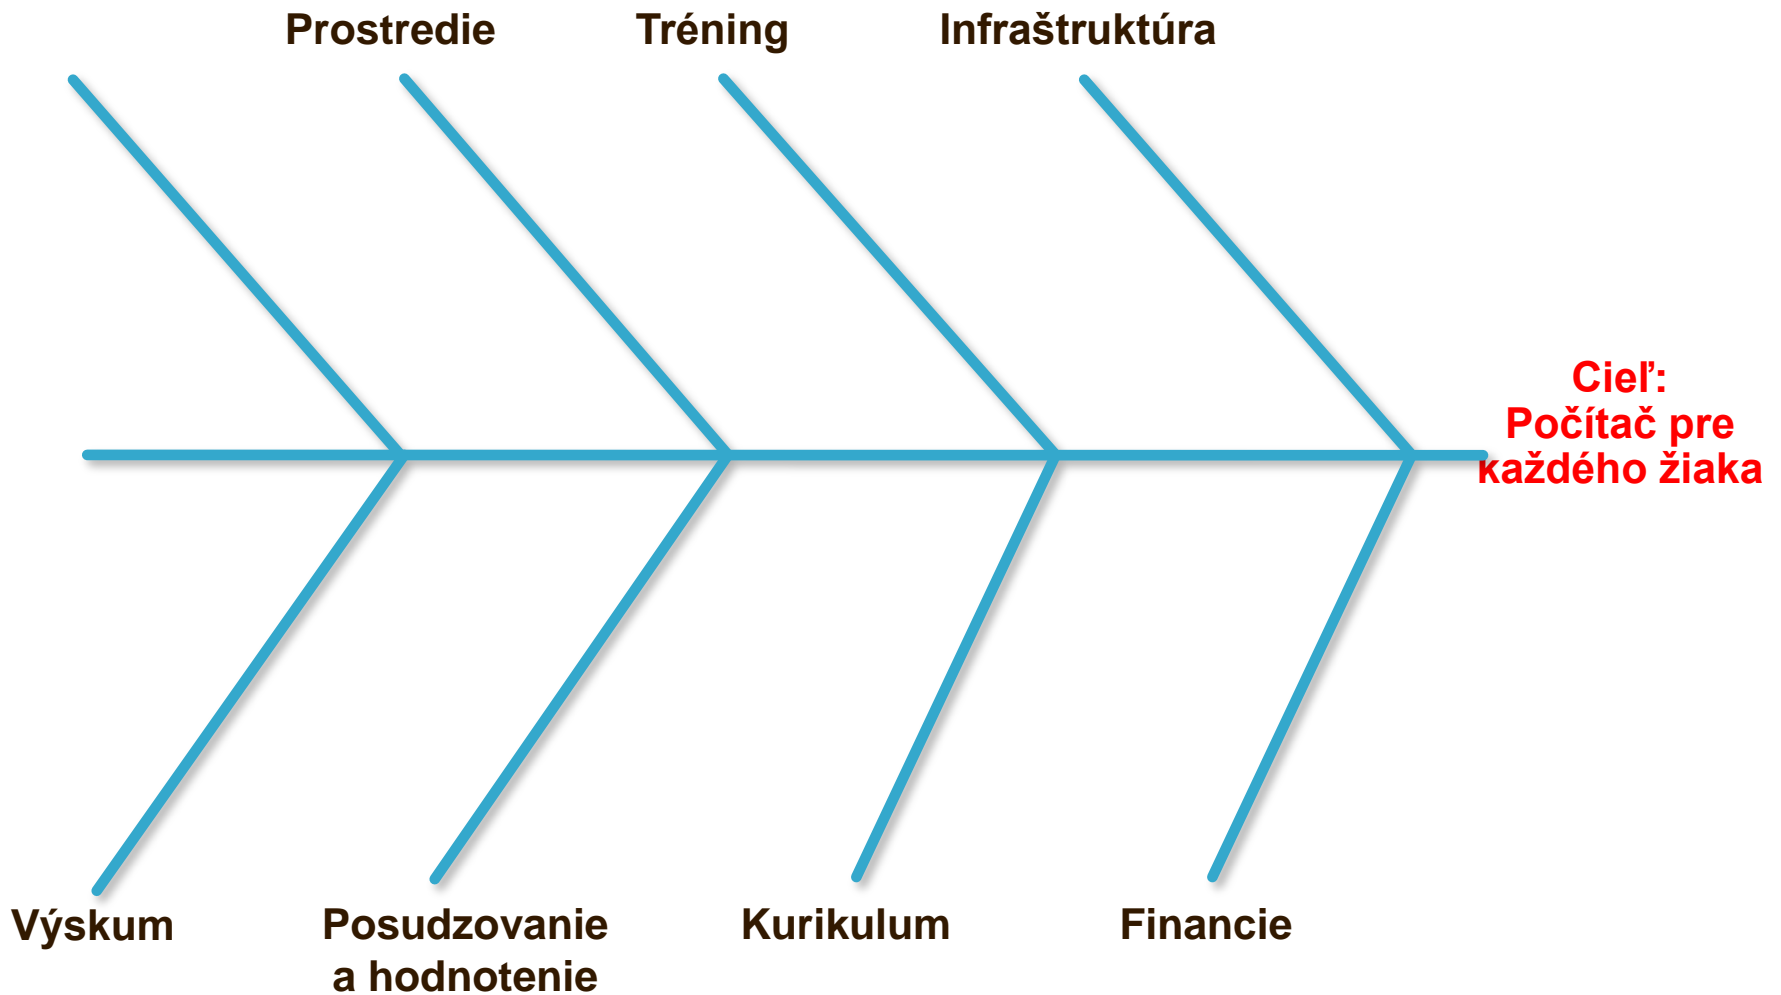 Prostredie
Tréning
Infraštruktúra
Cieľ:
Počítač pre
každého žiaka
Výskum
Posudzovanie
a hodnotenie
Kurikulum
Financie